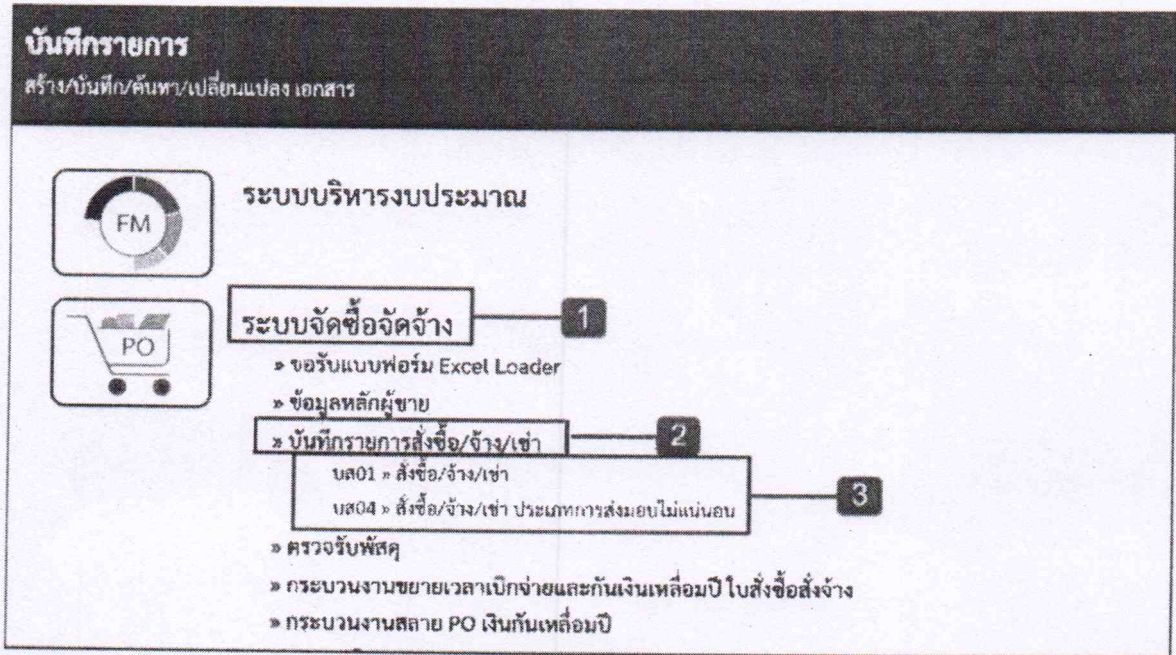 บันทึกรายการ
สร้าง/บันทึก/ค้นหา/เปลี่ยนแปลง เอกสาร
FM
ระบบบริหารงบประมาณ
PO
ระบบจัดซื้อจัดจ้าง 1
» ขอรับแบบฟอร์ม Excel Loader
» ข้อมูลหลักผู้ขาย
» บันทึกรายการสั่งซื้อ/จ้าง/เช่า 2
บส01 » สั่งซื้อ/จ้าง/เช่า
บส04 » สั่งซื้อ/จ้าง/เช่า ประเภทการส่งมอบไม่แน่นอน 3
» ตรวจรับพัสดุ
» กระบวนงานขยายเวลาเบิกจ่ายและกันเงินเหลื่อมปี ใบสั่งซื้อสั่งจ้าง
» กระบวนงานสลาย PO เงินกันเหลื่อมปี